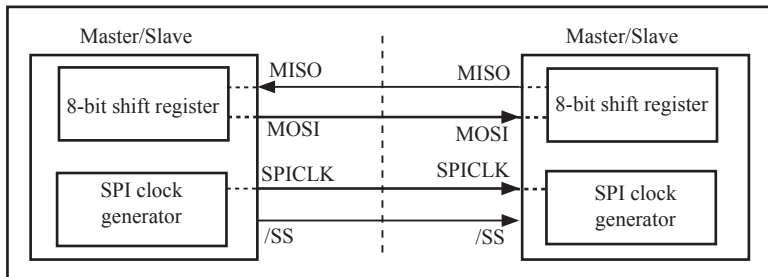 Master/Slave
Master/Slave
MISO
MISO
8-bit shift register
8-bit shift register
MOSI
MOSI
SPICLK
SPICLK
SPI clock
generator
SPI clock
generator
/SS
/SS